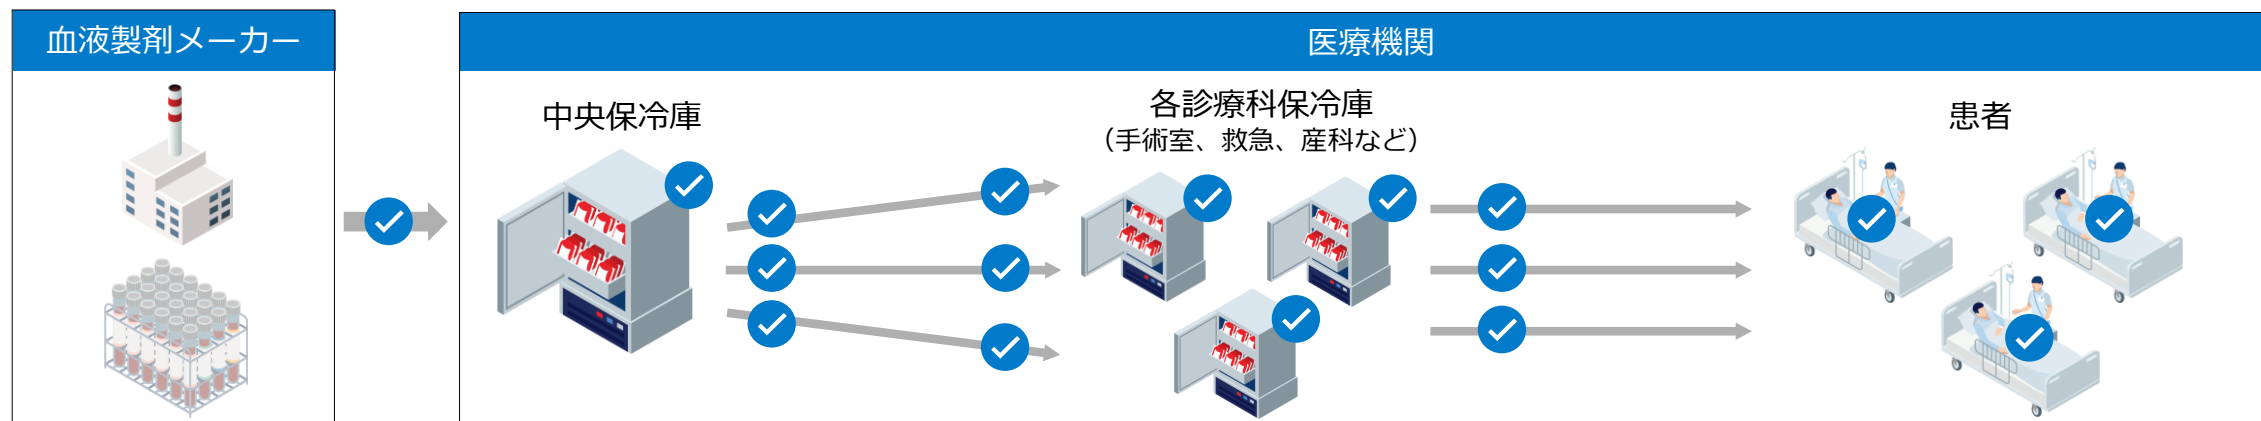 血液製剤メーカー
医療機関
中央保冷庫
各診療科保冷庫
（手術室、救急、産科など）
患者